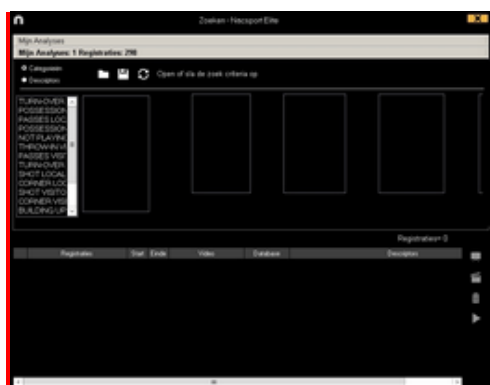 Zoeken - Nacsport Elite
Mijn Analyses
Mijn Analyses: 1 Registraties: 298
Categorieën
Descriptors
Open of sla de zoek criteria op
TURN-OVER
POSSESSION
PASSES LOC
POSSESSION
NOT PLAYING
THROW-IN VI
PASSES VISIT
TURN-OVER
SHOT LOCAL
CORNER LOC
SHOT VISITO
CORNER VISI
BUILDING UP
Registraties= 0
Registraties Start Einde Video Database Descriptors